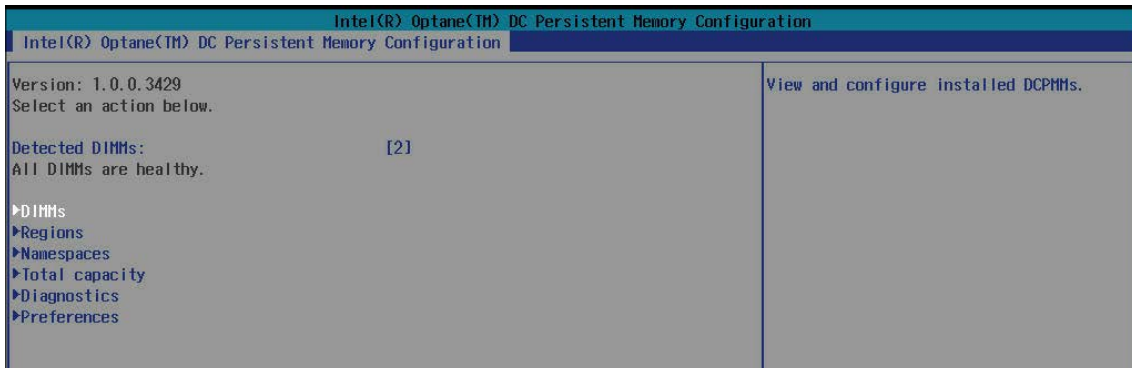 Intel(R) Optane(TM) DC Persistent Memory Configuration
Intel(R) Optane(TM) DC Persistent Memory Configuration
Version: 1.0.0.3429
Select an action below.
Detected DIMMs: [2]
All DIMMs are healthy.
▶DIMMs
▶Regions
▶Namespaces
▶Total capacity
▶Diagnostics
▶Preferences
View and configure installed DCPMMs.